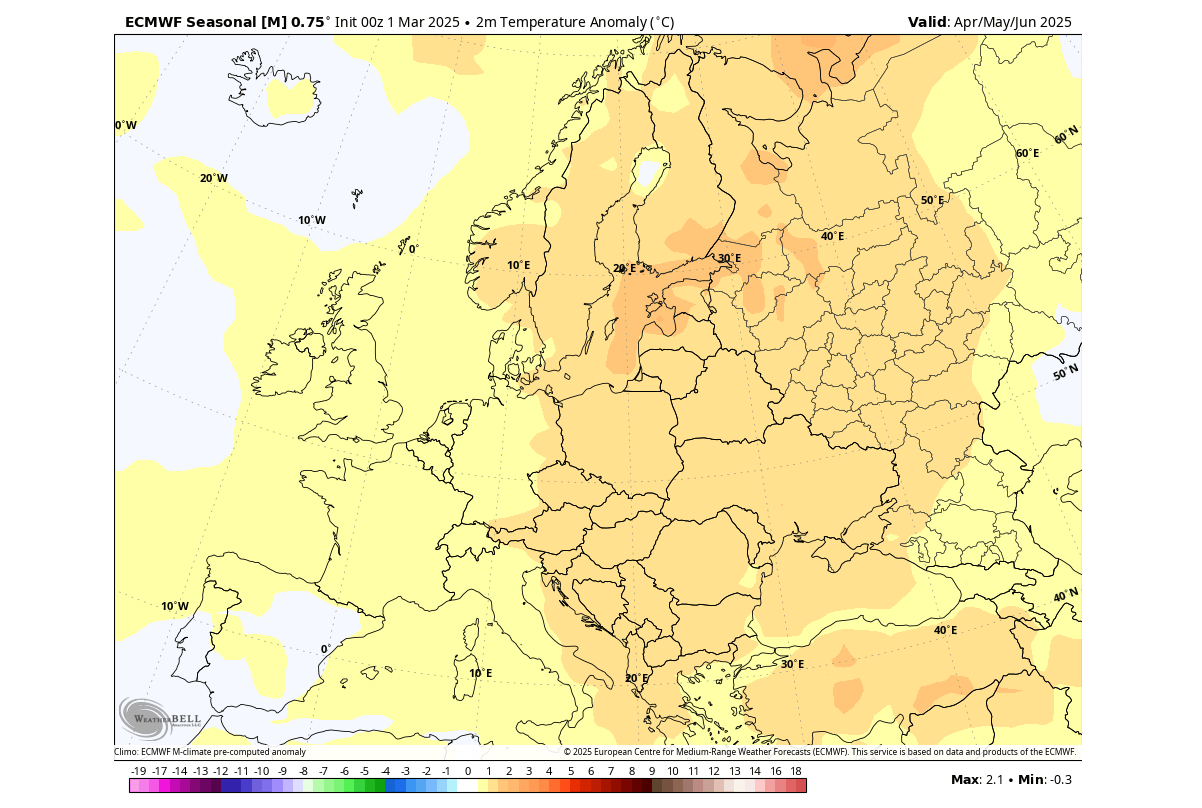 ECMWF Seasonal [M] 0.75° Init 00z 1 Mar 2025 • 2m Temperature Anomaly (˚C)
Valid: Apr/May/Jun 2025
0˚W
60˚N
60˚E
20˚W
50˚E
10˚W
40˚E
0˚
30˚E
10˚E
20˚E
50˚N
40˚N
10˚W
40˚E
0˚
30˚E
10˚E
20˚E
WEATHERBELL
Climo: ECMWF M-climate pre-computed anomaly
© 2025 European Centre for Medium-Range Weather Forecasts (ECMWF). This service is based on data and products of the ECMWF.
-19 -17 -14 -13 -12 -11 -10 -9 -8 -7 -6 -5 -4 -3 -2 -1 0 1 2 3 4 5 6 7 8 9 10 11 12 13 14 16 18
Max: 2.1 • Min: -0.3